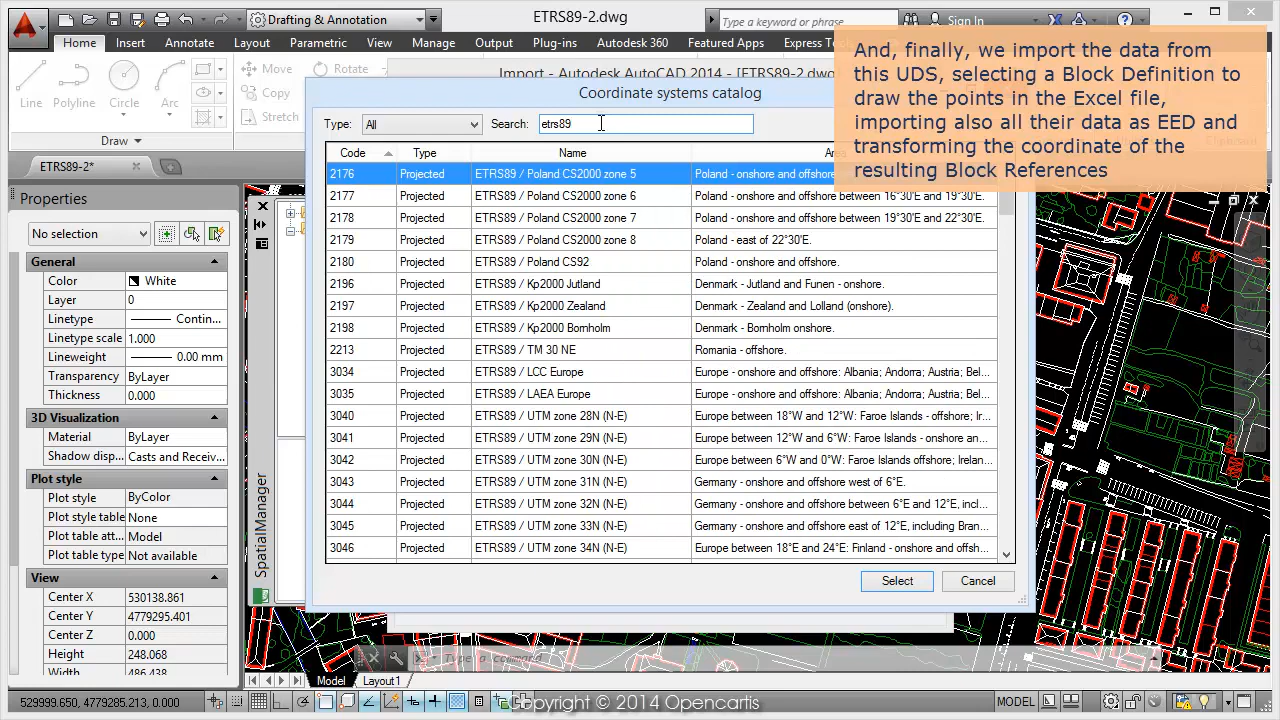 Drafting & Annotation
ETRS89-2.dwg
Type a keyword or phrase
Sign In
Home Insert Annotate Layout Parametric View Manage Output Plug-ins Autodesk 360 Featured Apps Express
Line Polyline Circle Arc
Move Rotate
Copy
Stretch
Draw
Import - Autodesk AutoCAD 2014 - [ETRS89-2.dwg
And, finally, we import the data from
this UDS, selecting a Block Definition to
draw the points in the Excel file,
importing also all their data as EED and
transforming the coordinate of the
resulting Block References
ETRS89-2*
Coordinate systems catalog
Type: All Search: etrs89
Code Type Name
2176 Projected ETRS89 / Poland CS2000 zone 5 Poland - onshore and offshore
2177 Projected ETRS89 / Poland CS2000 zone 6 Poland - onshore and offshore between 16°30'E and 19°30'E.
2178 Projected ETRS89 / Poland CS2000 zone 7 Poland - onshore and offshore between 19°30'E and 22°30'E.
2179 Projected ETRS89 / Poland CS2000 zone 8 Poland - east of 22°30'E.
2180 Projected ETRS89 / Poland CS92 Poland - onshore and offshore.
2196 Projected ETRS89 / Kp2000 Jutland Denmark - Jutland and Funen - onshore.
2197 Projected ETRS89 / Kp2000 Zealand Denmark - Zealand and Lolland (onshore).
2198 Projected ETRS89 / Kp2000 Bornholm Denmark - Bornholm onshore.
2213 Projected ETRS89 / TM 30 NE Romania - offshore.
3034 Projected ETRS89 / LCC Europe Europe - onshore and offshore: Albania; Andorra; Austria; Bel...
3035 Projected ETRS89 / LAEA Europe Europe - onshore and offshore: Albania; Andorra; Austria; Bel...
3040 Projected ETRS89 / UTM zone 28N (N-E) Europe between 18°W and 12°W: Faroe Islands - offshore; Ir...
3041 Projected ETRS89 / UTM zone 29N (N-E) Europe between 12°W and 6°W: Faroe Islands - onshore an...
3042 Projected ETRS89 / UTM zone 30N (N-E) Europe between 6°W and 0°W: Faroe Islands offshore; Irelan...
3043 Projected ETRS89 / UTM zone 31N (N-E) Germany - onshore and offshore west of 6°E.
3044 Projected ETRS89 / UTM zone 32N (N-E) Germany - onshore and offshore between 6°E and 12°E, incl...
3045 Projected ETRS89 / UTM zone 33N (N-E) Germany - onshore and offshore east of 12°E, including Bran...
3046 Projected ETRS89 / UTM zone 34N (N-E) Europe between 18°E and 24°E: Finland - onshore and offsh...
Select Cancel
Properties
No selection
General
Color White
Layer 0
Linetype Contin...
Linetype scale 1.000
Lineweight 0.00 mm
Transparency ByLayer
Thickness 0.000
3D Visualization
Material ByLayer
Shadow disp... Casts and Receiv...
Plot style
Plot style ByColor
Plot style table None
Plot table att... Model
Plot table type Not available
View
Center X 530138.861
Center Y 4779295.401
Center Z 0.000
Height 248.068
Width 486.438
SpatialManager
Type a command
Model Layout1
529999.650, 4779285.213, 0.000
Copyright © 2014 Opencartis
MODEL